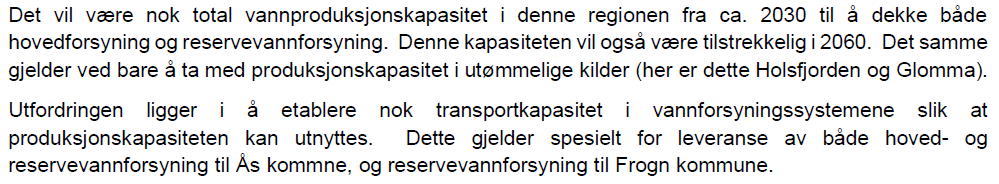 Det vil være nok total vannproduksjonskapasitet i denne regionen fra ca. 2030 til å dekke både
hovedforsyning og reservevannforsyning.  Denne kapasiteten vil også være tilstrekkelig i 2060.  Det samme
gjelder ved bare å ta med produksjonskapasitet i utømmelige kilder (her er dette Holsfjorden og Glomma).
Utfordringen ligger i å etablere nok transportkapasitet i vannforsyningssystemene slik at
produksjonskapasiteten kan utnyttes.  Dette gjelder spesielt for leveranse av både hoved- og
reservevannforsyning til Ås kommne, og reservevannforsyning til Frogn kommune.